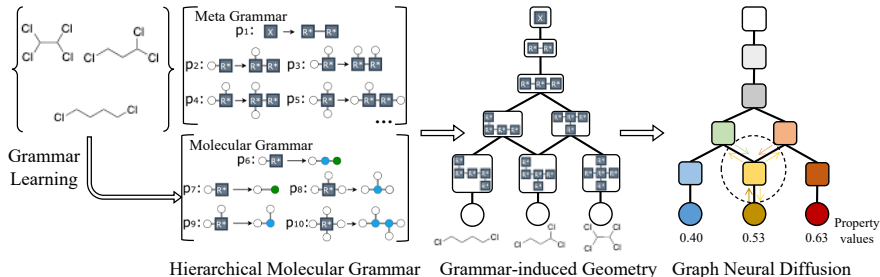 Cl Cl
Cl Cl
Cl
Cl Cl
Cl Cl
Grammar
Learning
Meta Grammar
p1: X → R*-R*
p2: R* → R* R* p3: R* → R* R*
p4: R* → R* R* p5: R* → R* R*
...
Molecular Grammar
p6: R* →
p7: R* → p8: R* →
p9: R* → p10: R* →
Hierarchical Molecular Grammar
X
R* R*
R* R* R*
R* R* R* R* R* R* R* R*
R* R* R* R* R* R* R* R* R* R* R* R* R* R* R*
Cl Cl Cl Cl Cl Cl Cl Cl Cl
Grammar-induced Geometry
0.40 0.53 0.63
Property
values
Graph Neural Diffusion